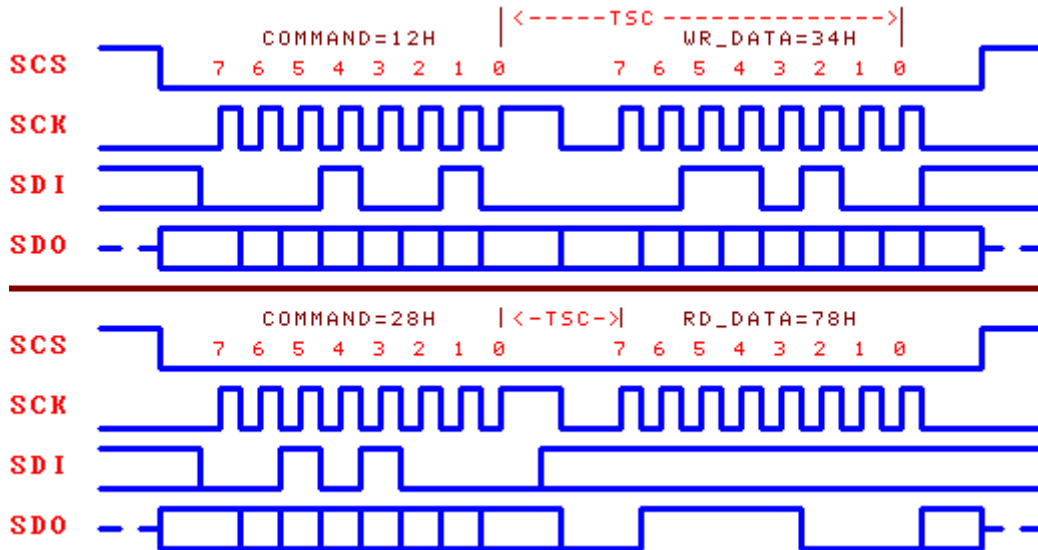 |<-----TSC ------------->|
COMMAND=12H WR_DATA=34H
SCS 7 6 5 4 3 2 1 0 7 6 5 4 3 2 1 0
SCK
SDI
SDO
COMMAND=28H |<-TSC->| RD_DATA=78H
SCS 7 6 5 4 3 2 1 0 7 6 5 4 3 2 1 0
SCK
SDI
SDO